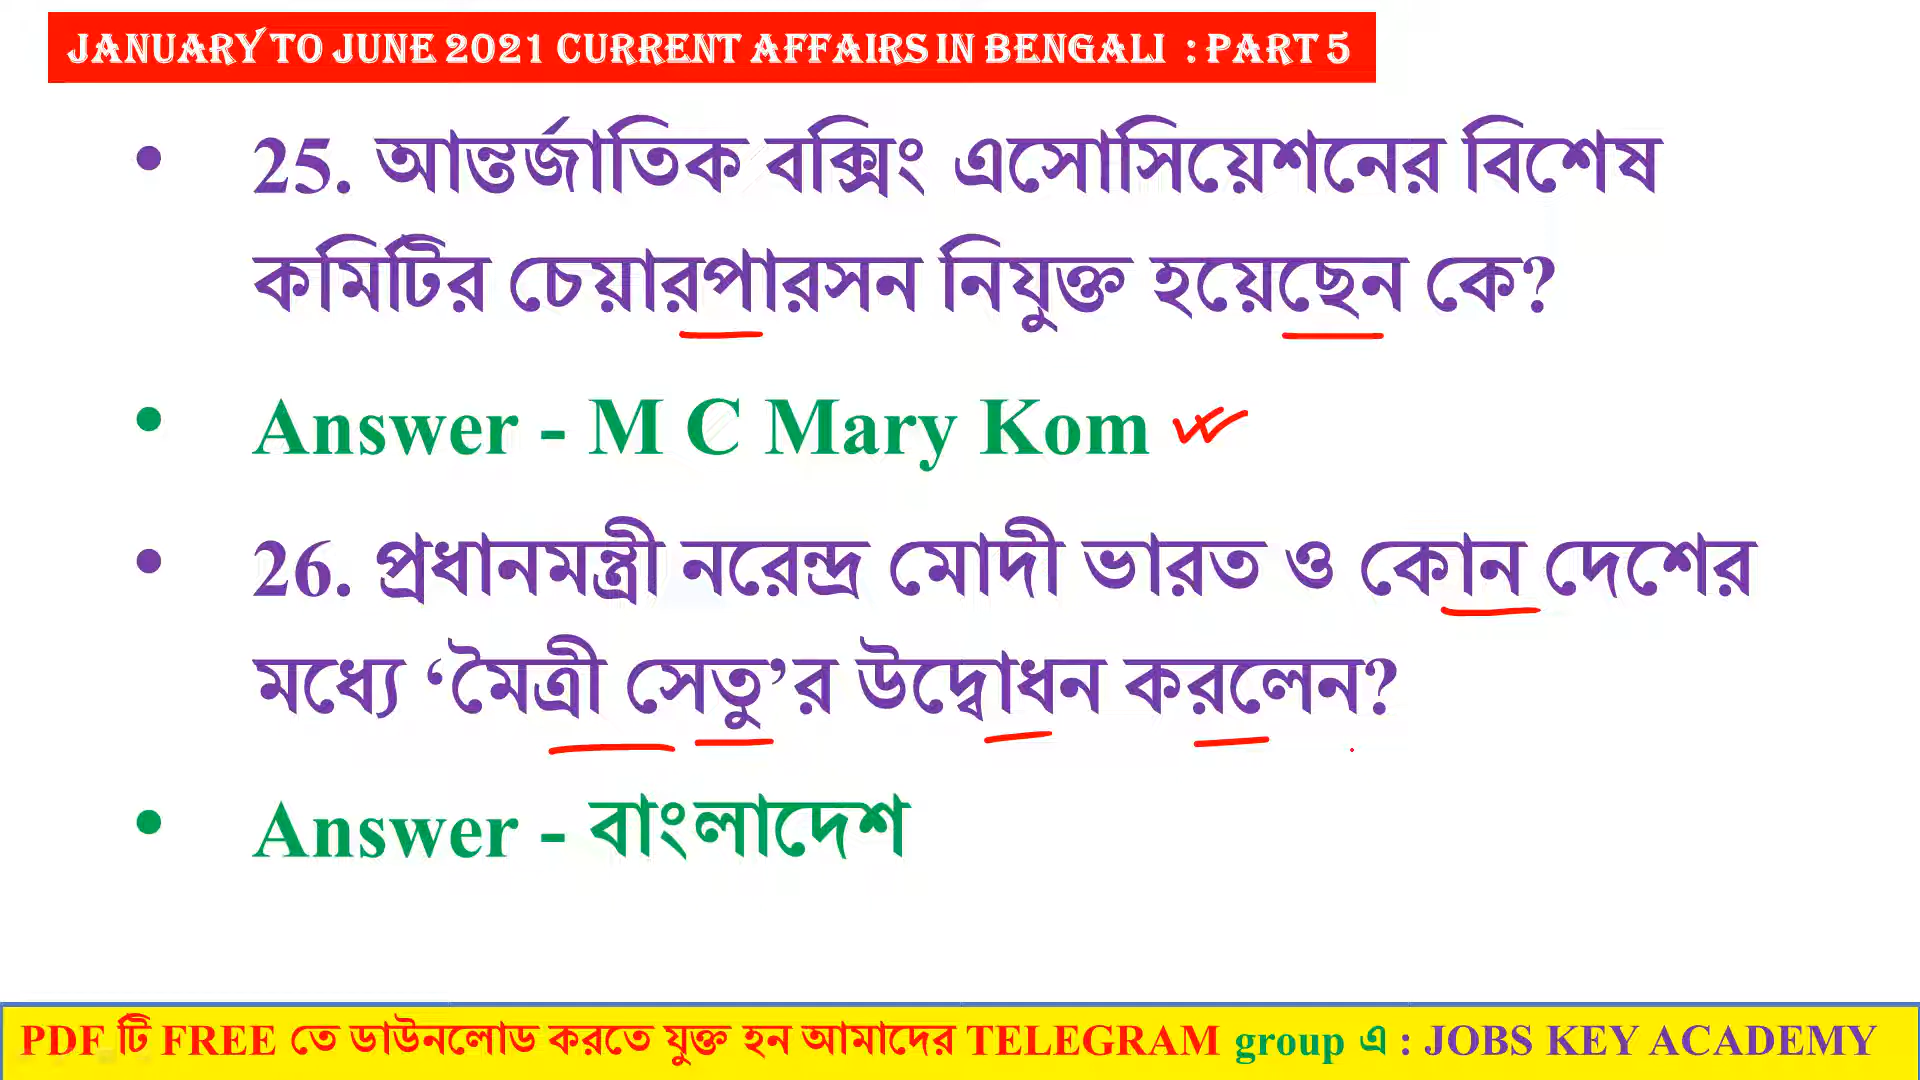 JANUARY TO JUNE 2021 CURRENT AFFAIRS IN BENGALI : PART 5
• 25. আন্তর্জাতিক বক্সিং এসোসিয়েশনের বিশেষ
কমিটির চেয়ারপারসন নিযুক্ত হয়েছেন কে?
• Answer - M C Mary Kom
• 26. প্রধানমন্ত্রী নরেন্দ্র মোদী ভারত ও কোন দেশের
মধ্যে ‘মৈত্রী সেতু’র উদ্বোধন করলেন?
• Answer - বাংলাদেশ
PDF টি FREE তে ডাউনলোড করতে যুক্ত হন আমাদের TELEGRAM group এ : JOBS KEY ACADEMY